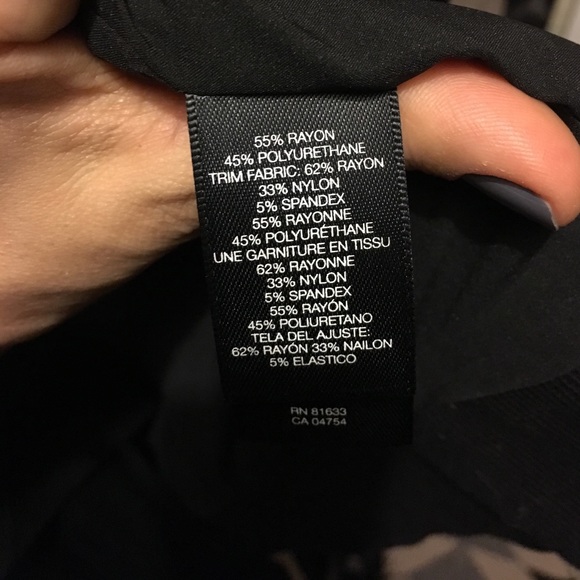 55% RAYON
45% POLYURETHANE
TRIM FABRIC: 62% RAYON
33% NYLON
5% SPANDEX
55% RAYONNE
45% POLYURÉTHANE
UNE GARNITURE EN TISSU
62% RAYONNE
33% NYLON
5% SPANDEX
55% RAYÓN
45% POLIURETANO
TELA DEL AJUSTE:
62% RAYÓN 33% NAILON
5% ELASTICO
RN 81633
CA 04754